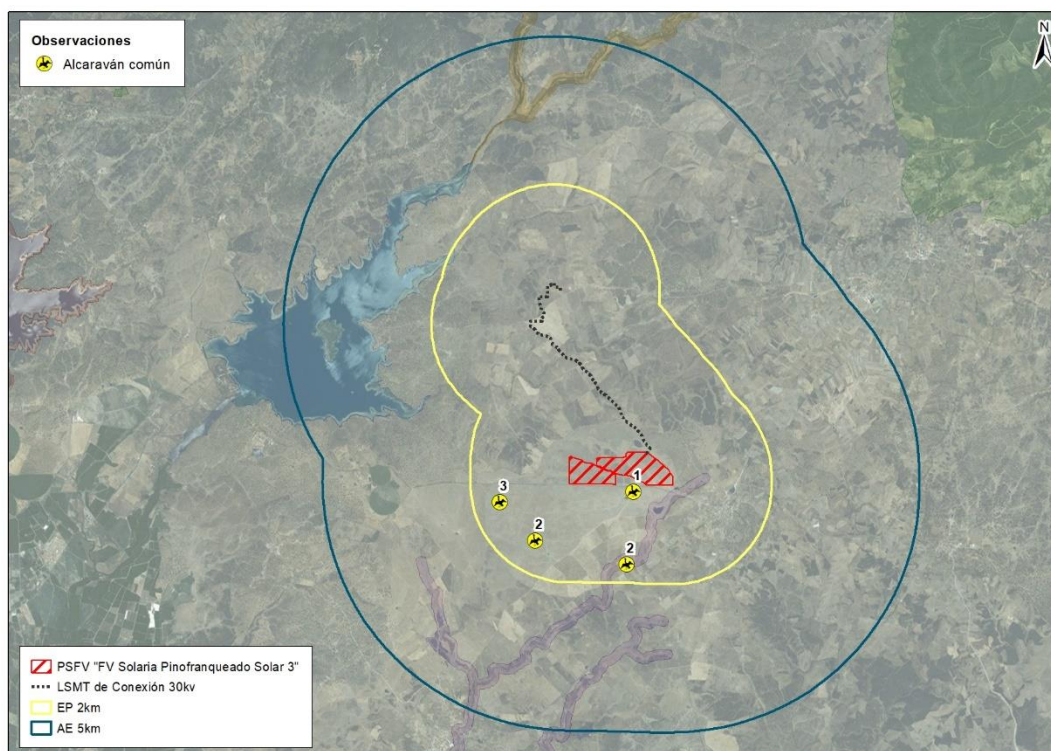 Observaciones
Alcaraván común
N
1
3
2
2
PSFV "FV Solaria Pinofranqueado Solar 3"
LSMT de Conexión 30kv
EP 2km
AE 5km